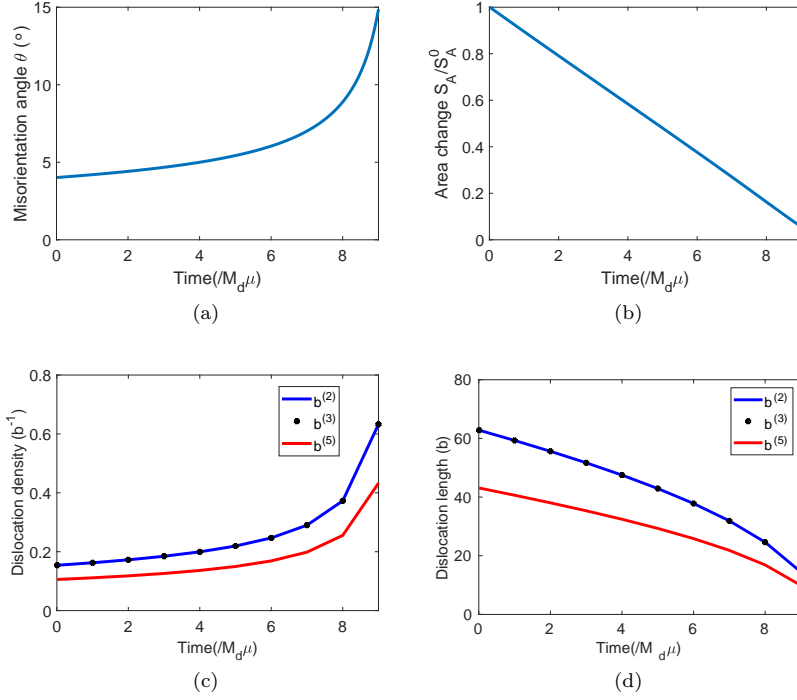 15
10
5
0
0 2 4 6 8
Misorientation angle θ (°)
Time(/M_dμ)
(a)
1
0.8
0.6
0.4
0.2
0
0 2 4 6 8
Area change S_A/S_A^0
Time(/M_dμ)
(b)
0.8
0.6
0.4
0.2
0
0 2 4 6 8
Dislocation density (b^-1)
b^(2)
b^(3)
b^(5)
Time(/M_dμ)
(c)
80
60
40
20
0
0 2 4 6 8
Dislocation length (b)
b^(2)
b^(3)
b^(5)
Time(/M_dμ)
(d)